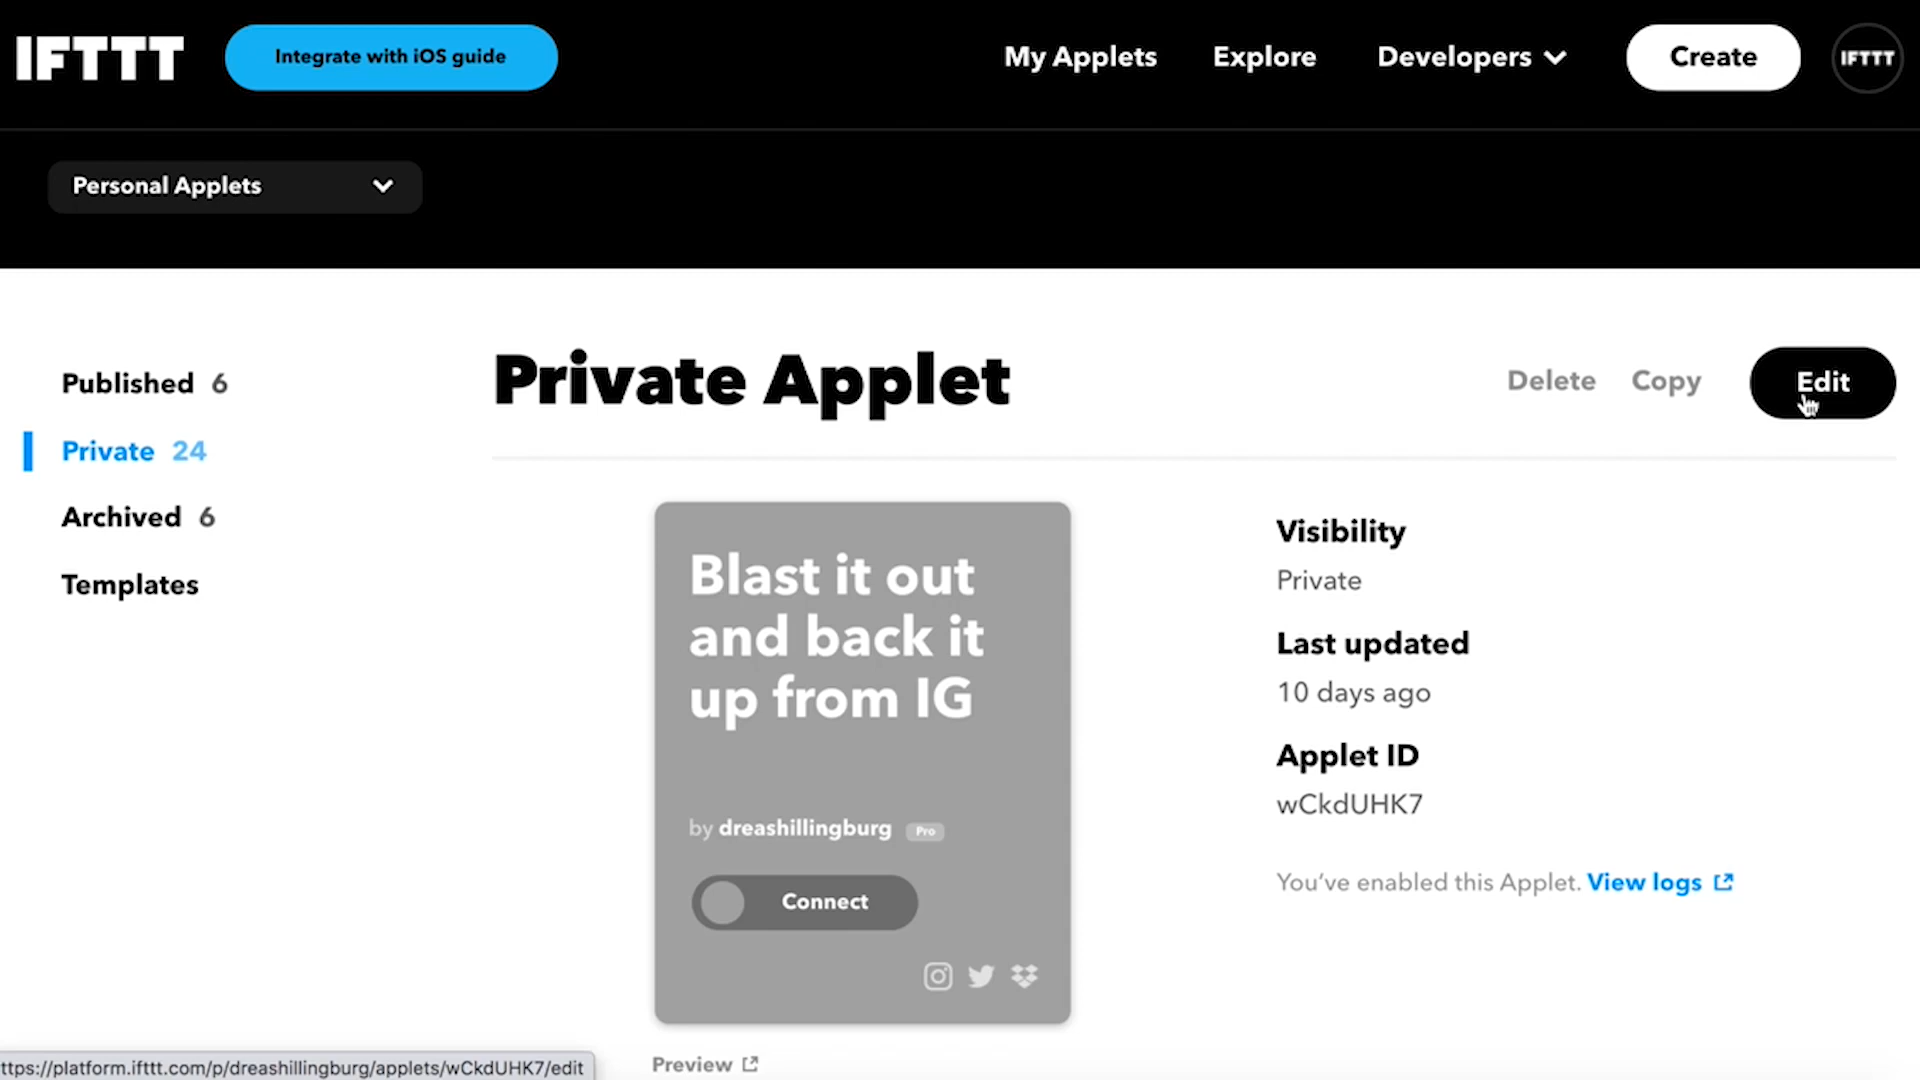 IFTTT
Integrate with iOS guide
My Applets
Explore
Developers
Create
IFTTT
Personal Applets
Published 6
Private 24
Archived 6
Templates
Private Applet
Delete
Copy
Edit
Blast it out
and back it
up from IG
by dreashillingburg Pro
Connect
Preview
Visibility
Private
Last updated
10 days ago
Applet ID
wCkdUHK7
You've enabled this Applet. View logs
ttps://platform.ifttt.com/p/dreashillingburg/applets/wCkdUHK7/edit